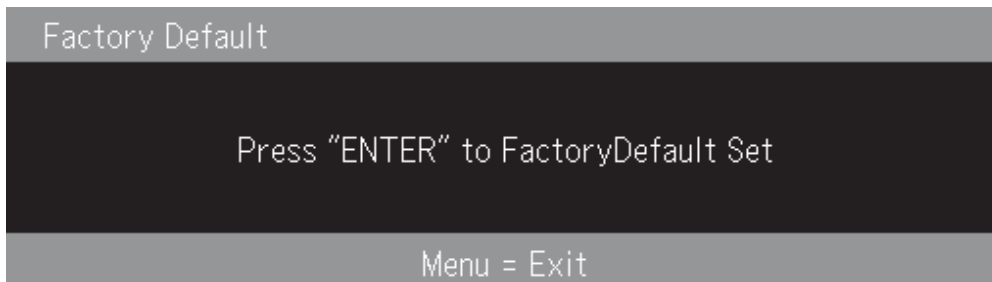 Factory Default
Press "ENTER" to FactoryDefault Set
Menu = Exit